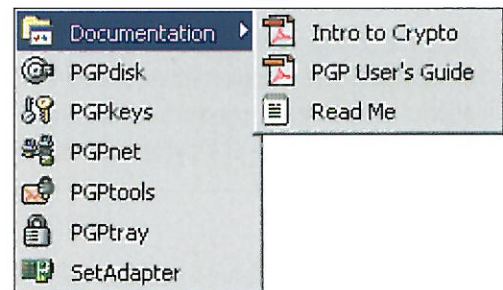 Documentation
PGPdisk
PGPkeys
PGPnet
PGPtools
PGPtray
SetAdapter
Intro to Crypto
PGP User's Guide
Read Me